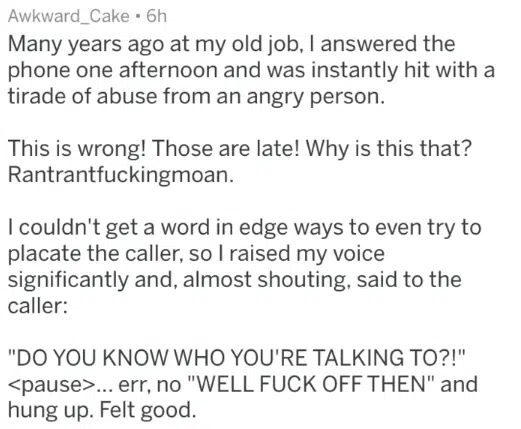 Awkward_Cake • 6h
Many years ago at my old job, I answered the
phone one afternoon and was instantly hit with a
tirade of abuse from an angry person.
This is wrong! Those are late! Why is this that?
Rantrantfuckingmoan.
I couldn't get a word in edge ways to even try to
placate the caller, so I raised my voice
significantly and, almost shouting, said to the
caller:
"DO YOU KNOW WHO YOU'RE TALKING TO?!"
<pause>... err, no "WELL FUCK OFF THEN" and
hung up. Felt good.